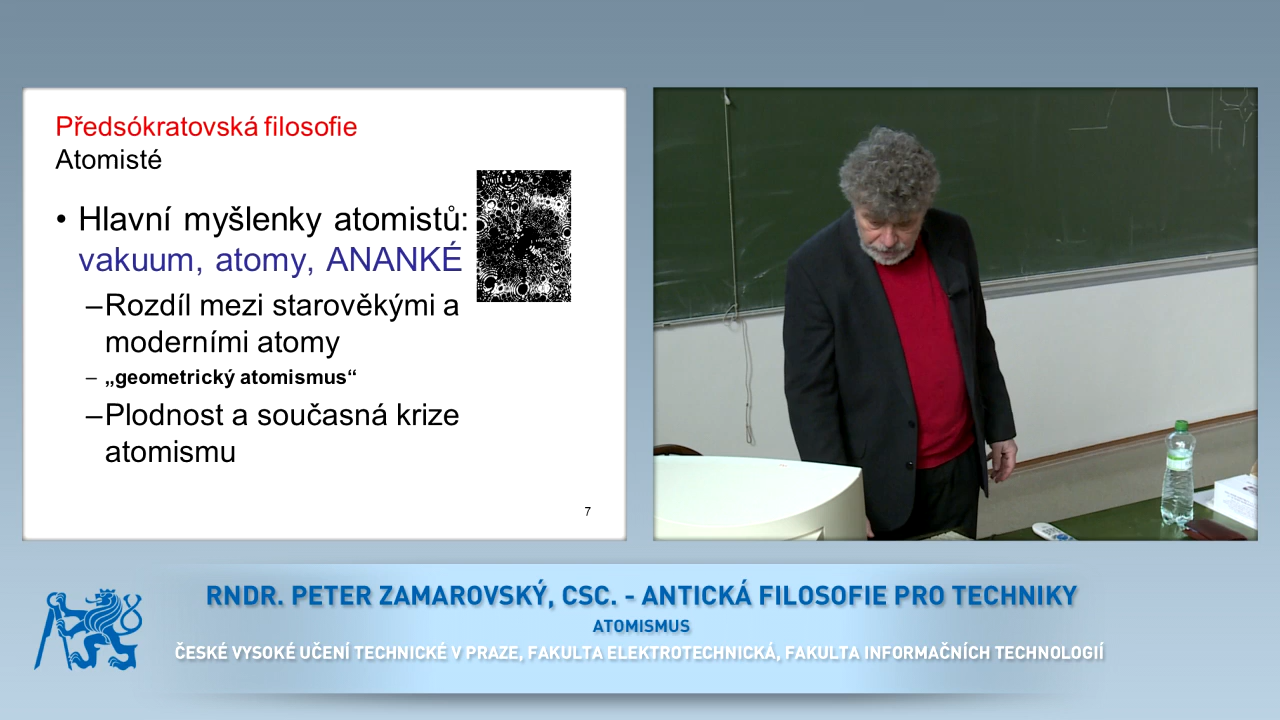 Předsókratovská filosofie
Atomisté
• Hlavní myšlenky atomistů:
vakuum, atomy, ANANKÉ
–Rozdíl mezi starověkými a
moderními atomy
– „geometrický atomismus“
–Plodnost a současná krize
atomismu
7
RNDR. PETER ZAMAROVSKÝ, CSC. - ANTICKÁ FILOSOFIE PRO TECHNIKY
ATOMISMUS
ČESKÉ VYSOKÉ UČENÍ TECHNICKÉ V PRAZE, FAKULTA ELEKTROTECHNICKÁ, FAKULTA INFORMAČNÍCH TECHNOLOGIÍ